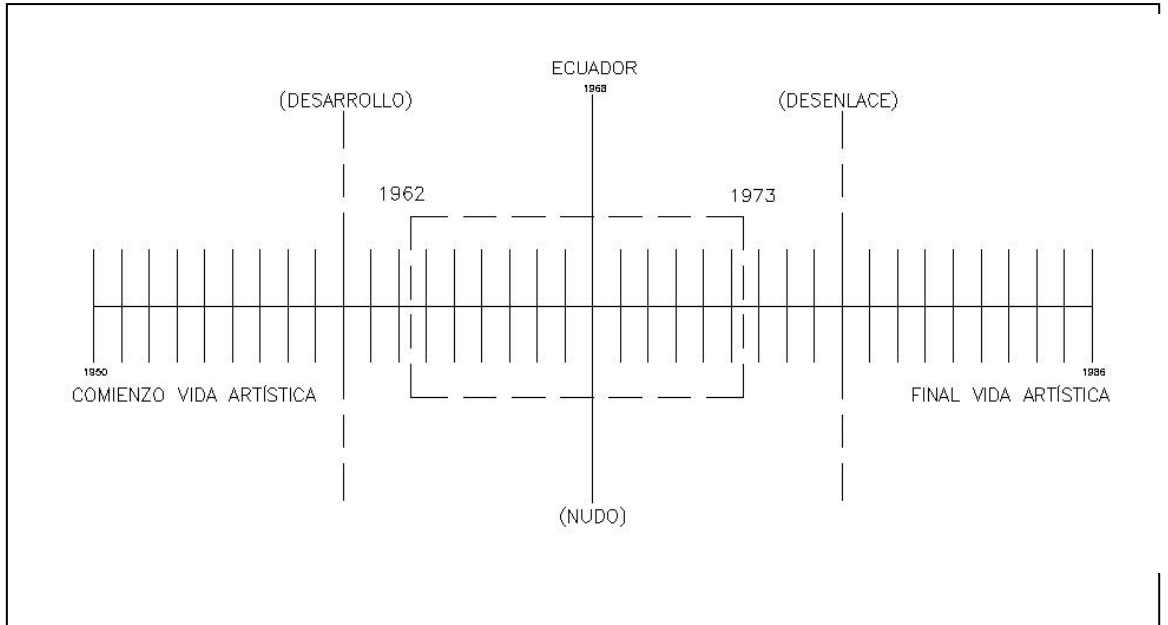 ECUADOR
1968
(DESARROLLO)
(DESENLACE)
1962
1973
1950
1986
COMIENZO VIDA ARTÍSTICA
FINAL VIDA ARTÍSTICA
(NUDO)